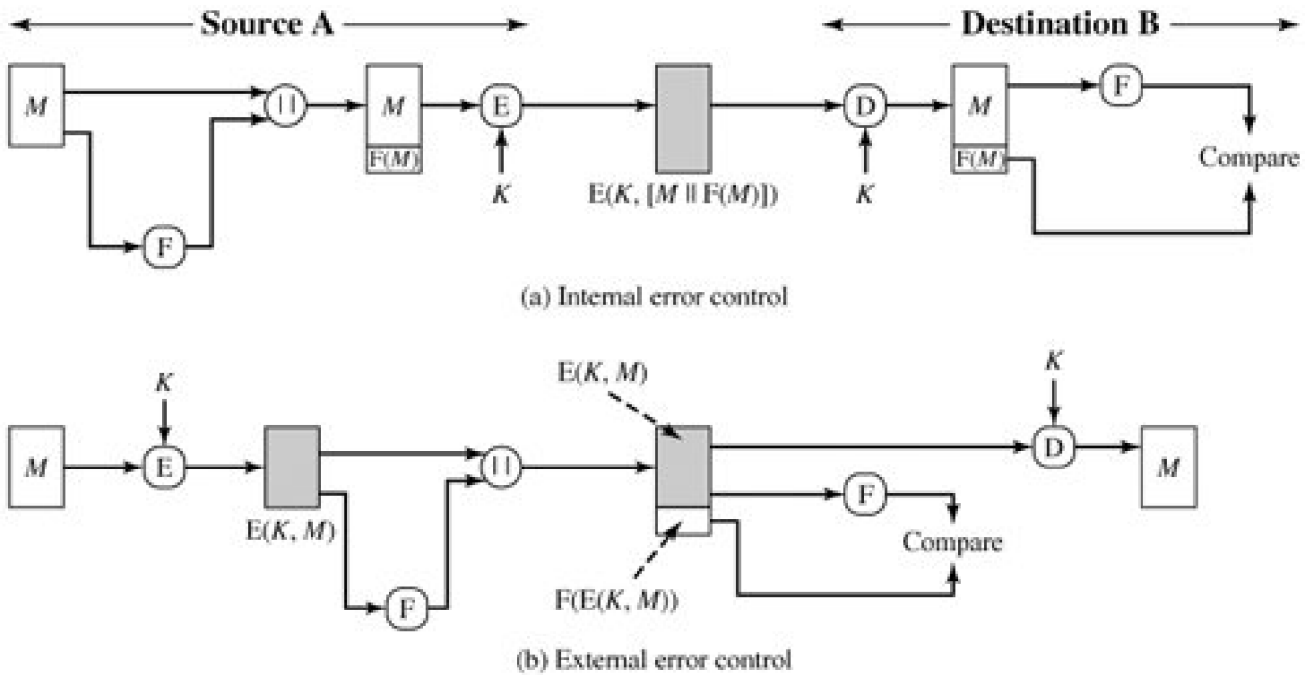 Source A
Destination B
M
||
M
E
D
M
F
F(M)
F(M)
Compare
K
E(K, [M || F(M)])
K
F
(a) Internal error control
K
E(K, M)
K
M
E
||
D
M
F
E(K, M)
Compare
F
F(E(K, M))
(b) External error control